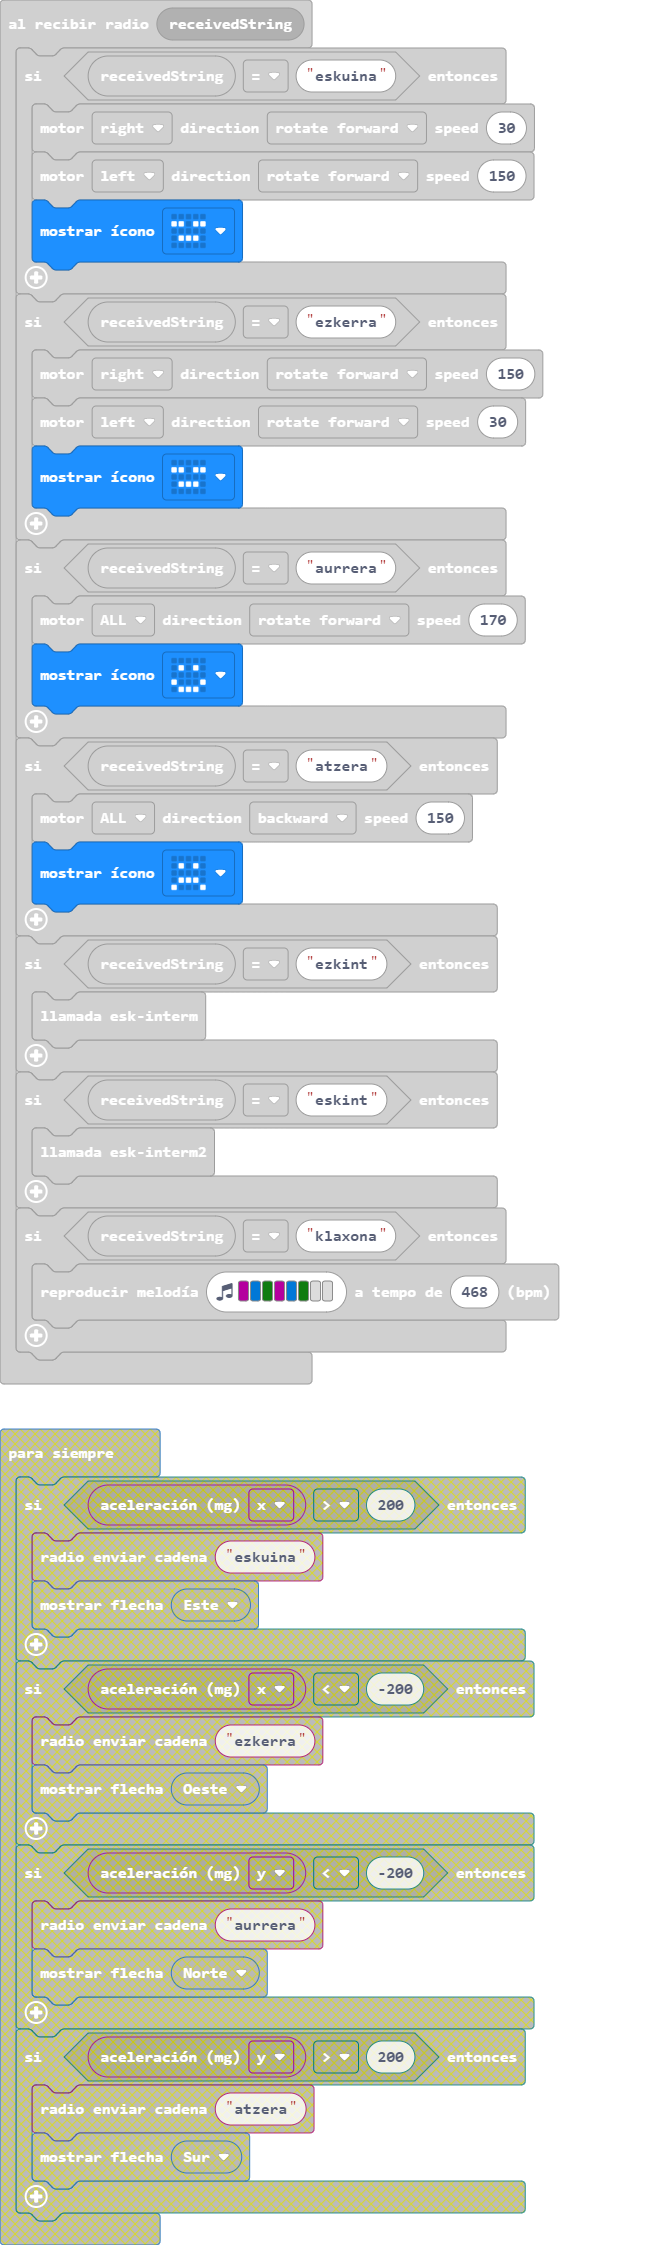 al recibir radio receivedString
si receivedString = "eskuina" entonces
motor right direction rotate forward speed 30
motor left direction rotate forward speed 150
mostrar ícono
si receivedString = "ezkerra" entonces
motor right direction rotate forward speed 150
motor left direction rotate forward speed 30
mostrar ícono
si receivedString = "aurrera" entonces
motor ALL direction rotate forward speed 170
mostrar ícono
si receivedString = "atzera" entonces
motor ALL direction backward speed 150
mostrar ícono
si receivedString = "ezkint" entonces
llamada esk-interm
si receivedString = "eskint" entonces
llamada esk-interm2
si receivedString = "klaxona" entonces
reproducir melodía a tempo de 468 (bpm)
para siempre
si aceleración (mg) x > 200 entonces
radio enviar cadena "eskuina"
mostrar flecha Este
si aceleración (mg) x < -200 entonces
radio enviar cadena "ezkerra"
mostrar flecha Oeste
si aceleración (mg) y < -200 entonces
radio enviar cadena "aurrera"
mostrar flecha Norte
si aceleración (mg) y > 200 entonces
radio enviar cadena "atzera"
mostrar flecha Sur